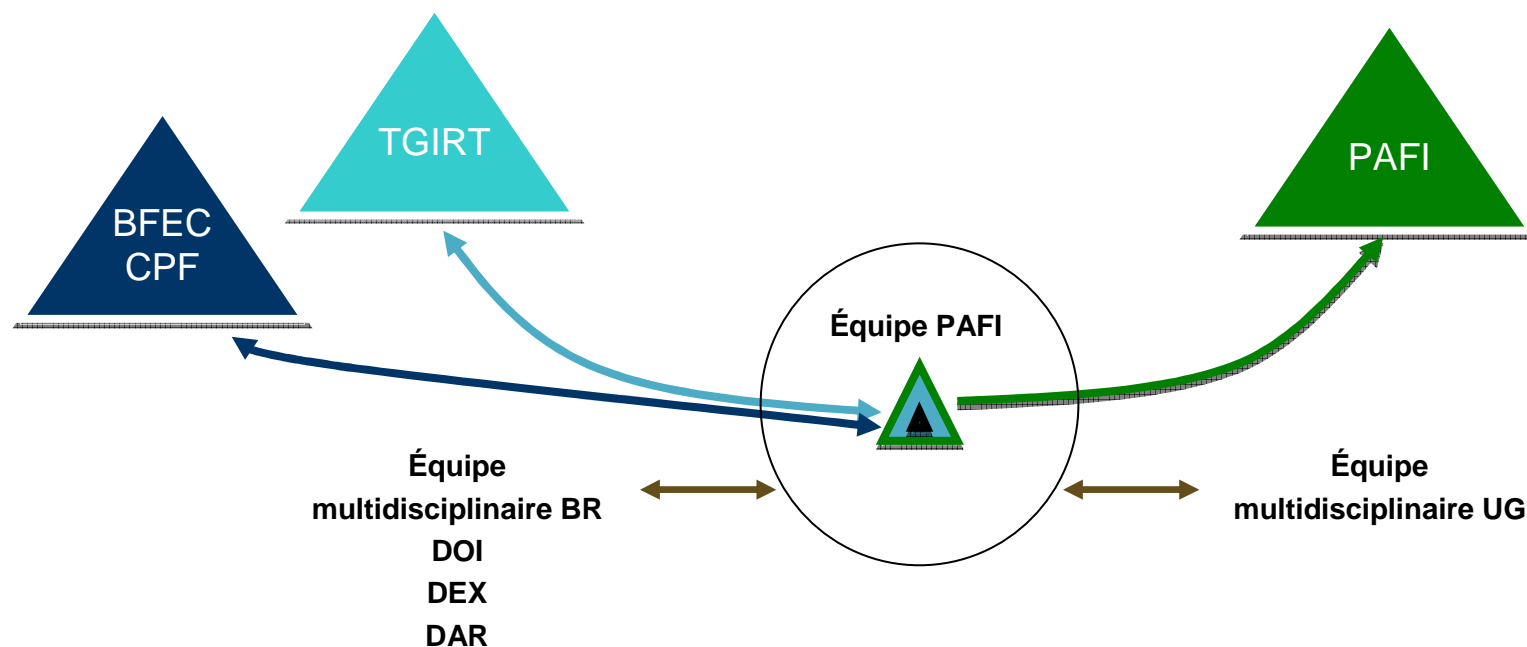 TGIRT
PAFI
BFEC
CPF
Équipe PAFI
Équipe
multidisciplinaire BR
DOI
DEX
DAR
Équipe
multidisciplinaire UG